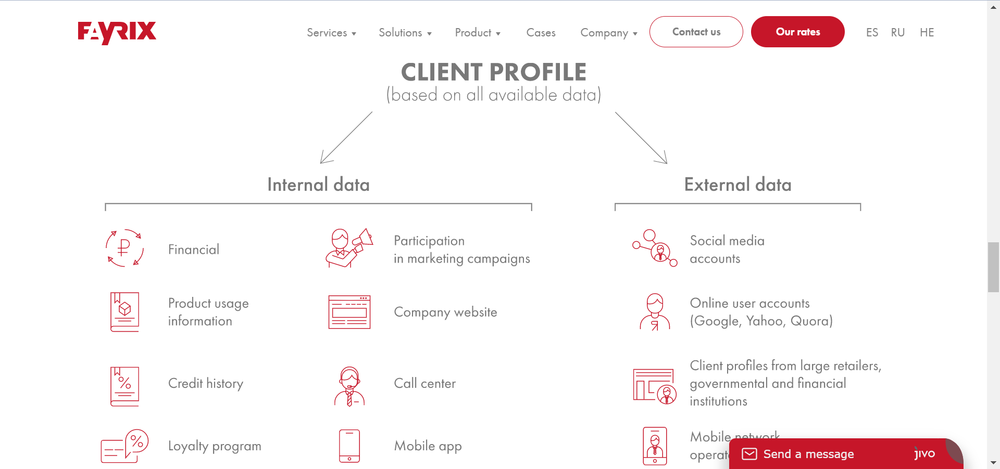 FAYRIX
Services
Solutions
Product
Cases
Company
Contact us
Our rates
ES
RU
HE
CLIENT PROFILE
(based on all available data)
Internal data
External data
Financial
Participation
in marketing campaigns
Social media
accounts
Product usage
information
Company website
Online user accounts
(Google, Yahoo, Quora)
Credit history
Call center
Client profiles from large retailers,
governmental and financial
institutions
Loyalty program
Mobile app
Mobile network
Send a message
jivo